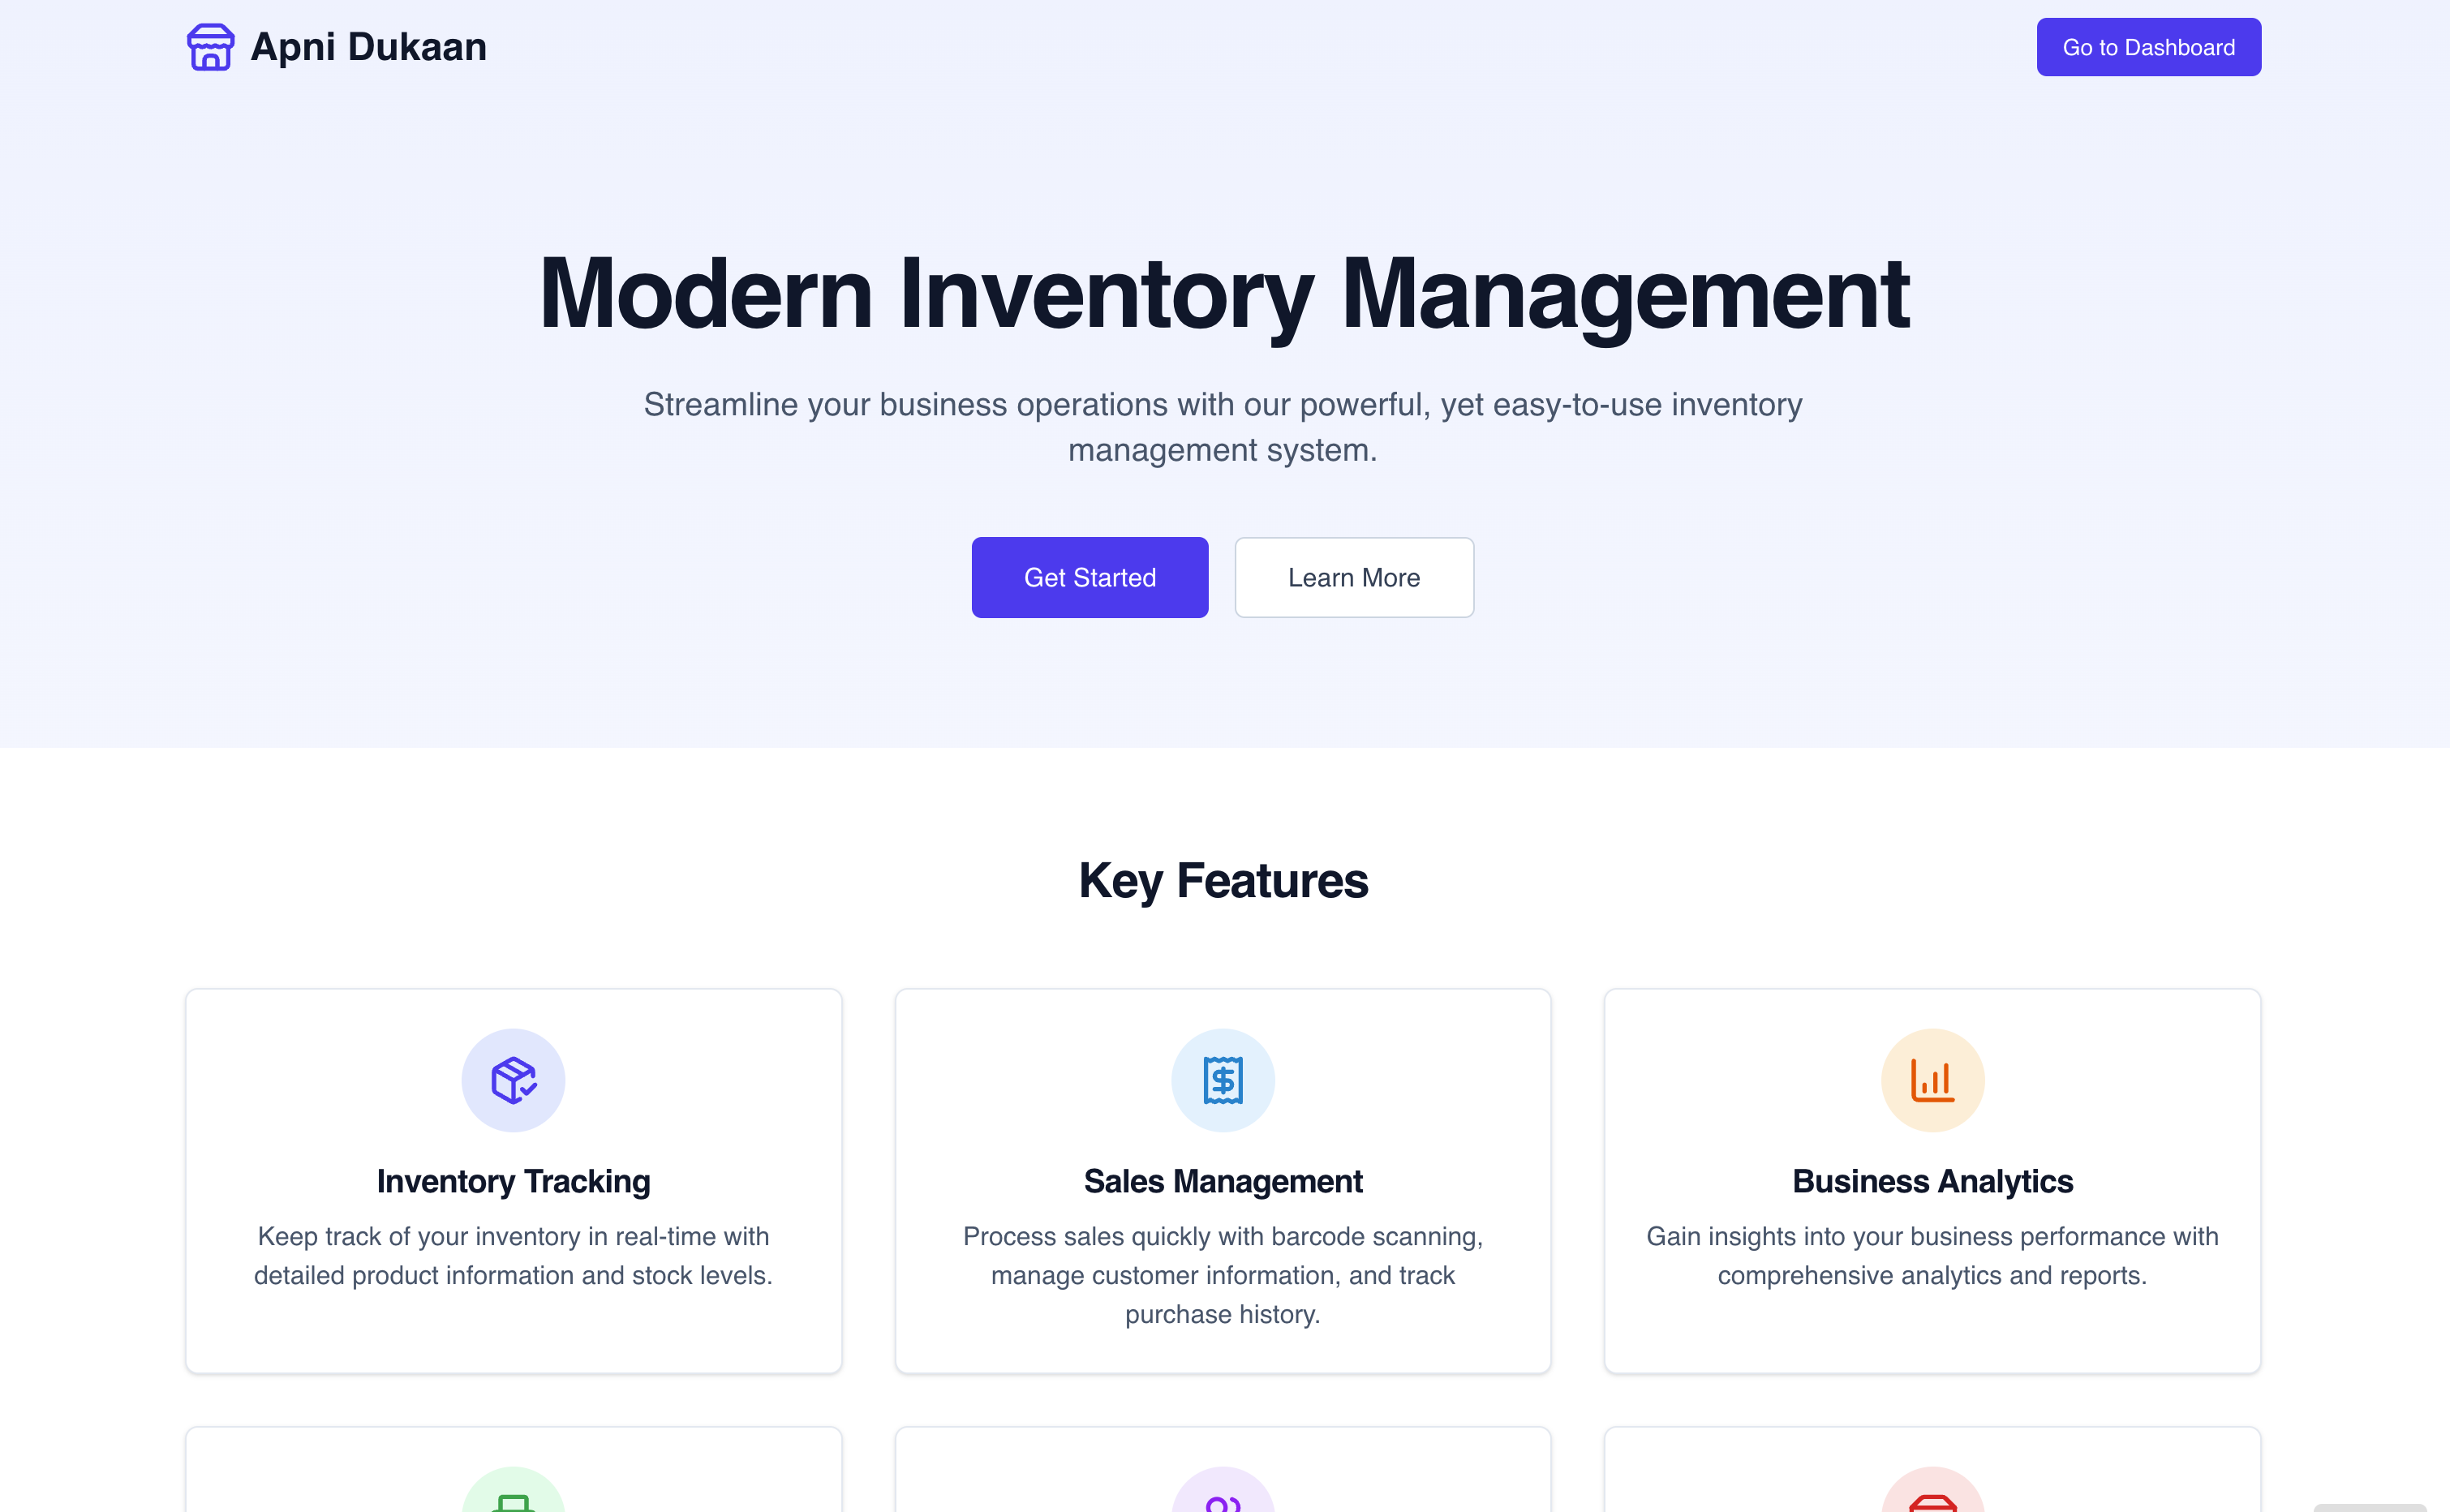 Apni Dukaan
Go to Dashboard
Modern Inventory Management
Streamline your business operations with our powerful, yet easy-to-use inventory
management system.
Get Started
Learn More
Key Features
Inventory Tracking
Keep track of your inventory in real-time with
detailed product information and stock levels.
Sales Management
Process sales quickly with barcode scanning,
manage customer information, and track
purchase history.
Business Analytics
Gain insights into your business performance with
comprehensive analytics and reports.